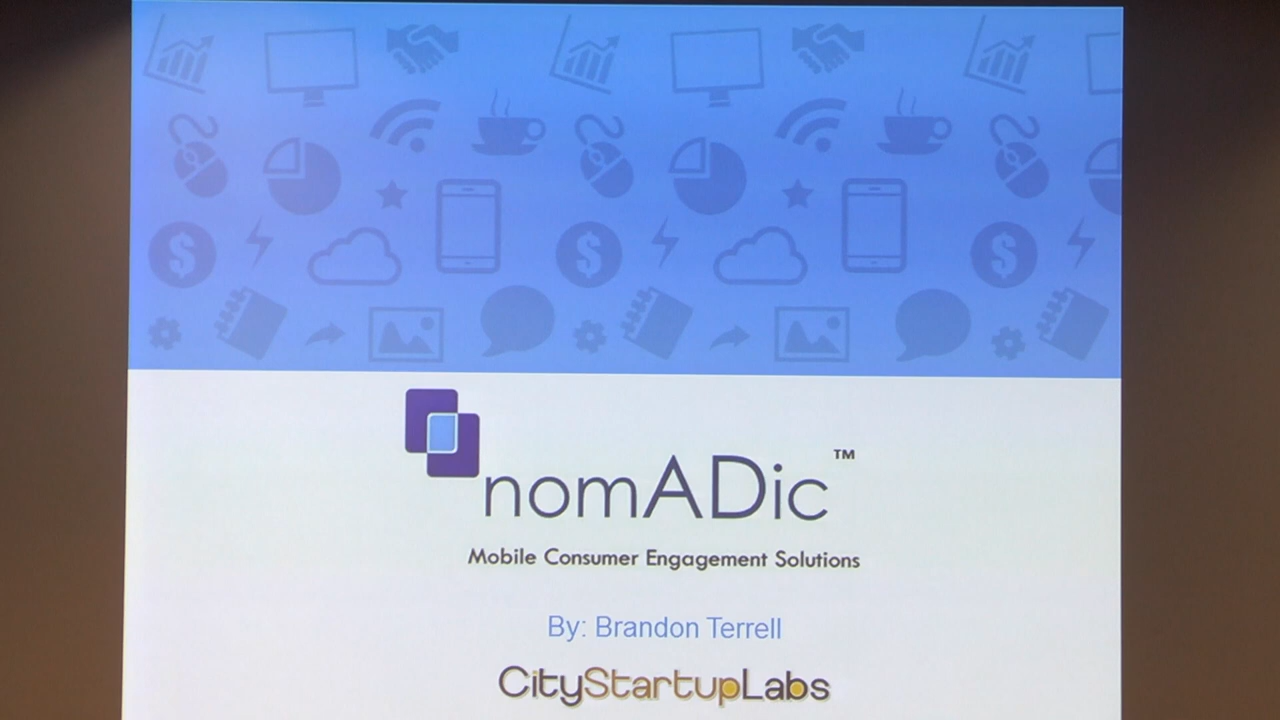 nomADic™
Mobile Consumer Engagement Solutions
By: Brandon Terrell
CityStartupLabs